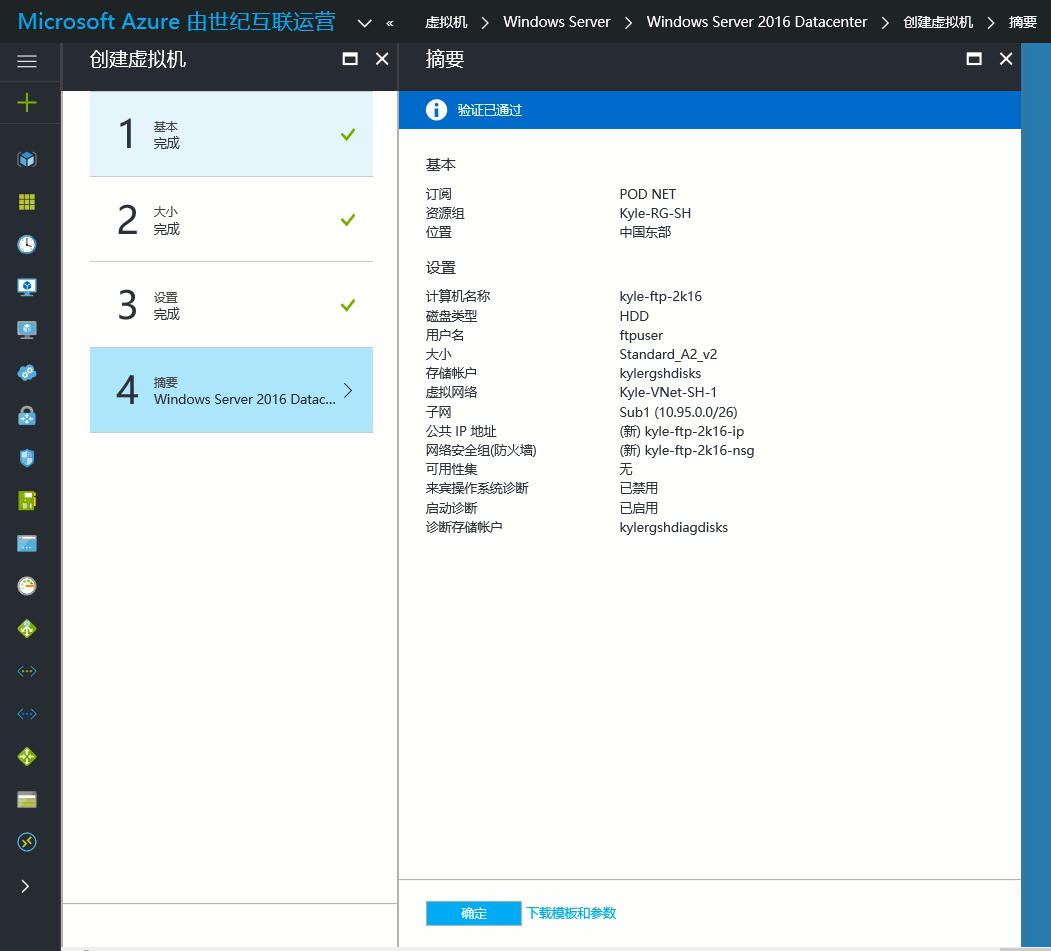 Microsoft Azure 由世纪互联运营 « 虚拟机 Windows Server Windows Server 2016 Datacenter 创建虚拟机 摘要
创建虚拟机
1 基本
完成
2 大小
完成
3 设置
完成
4 摘要
Windows Server 2016 Datac...
摘要
验证已通过
基本
订阅 POD NET
资源组 Kyle-RG-SH
位置 中国东部
设置
计算机名称 kyle-ftp-2k16
磁盘类型 HDD
用户名 ftpuser
大小 Standard_A2_v2
存储帐户 kylergshdisks
虚拟网络 Kyle-VNet-SH-1
子网 Sub1 (10.95.0.0/26)
公共 IP 地址 (新) kyle-ftp-2k16-ip
网络安全组(防火墙) (新) kyle-ftp-2k16-nsg
可用性集 无
来宾操作系统诊断 已禁用
启动诊断 已启用
诊断存储帐户 kylergshdiagdisks
确定 下载模板和参数